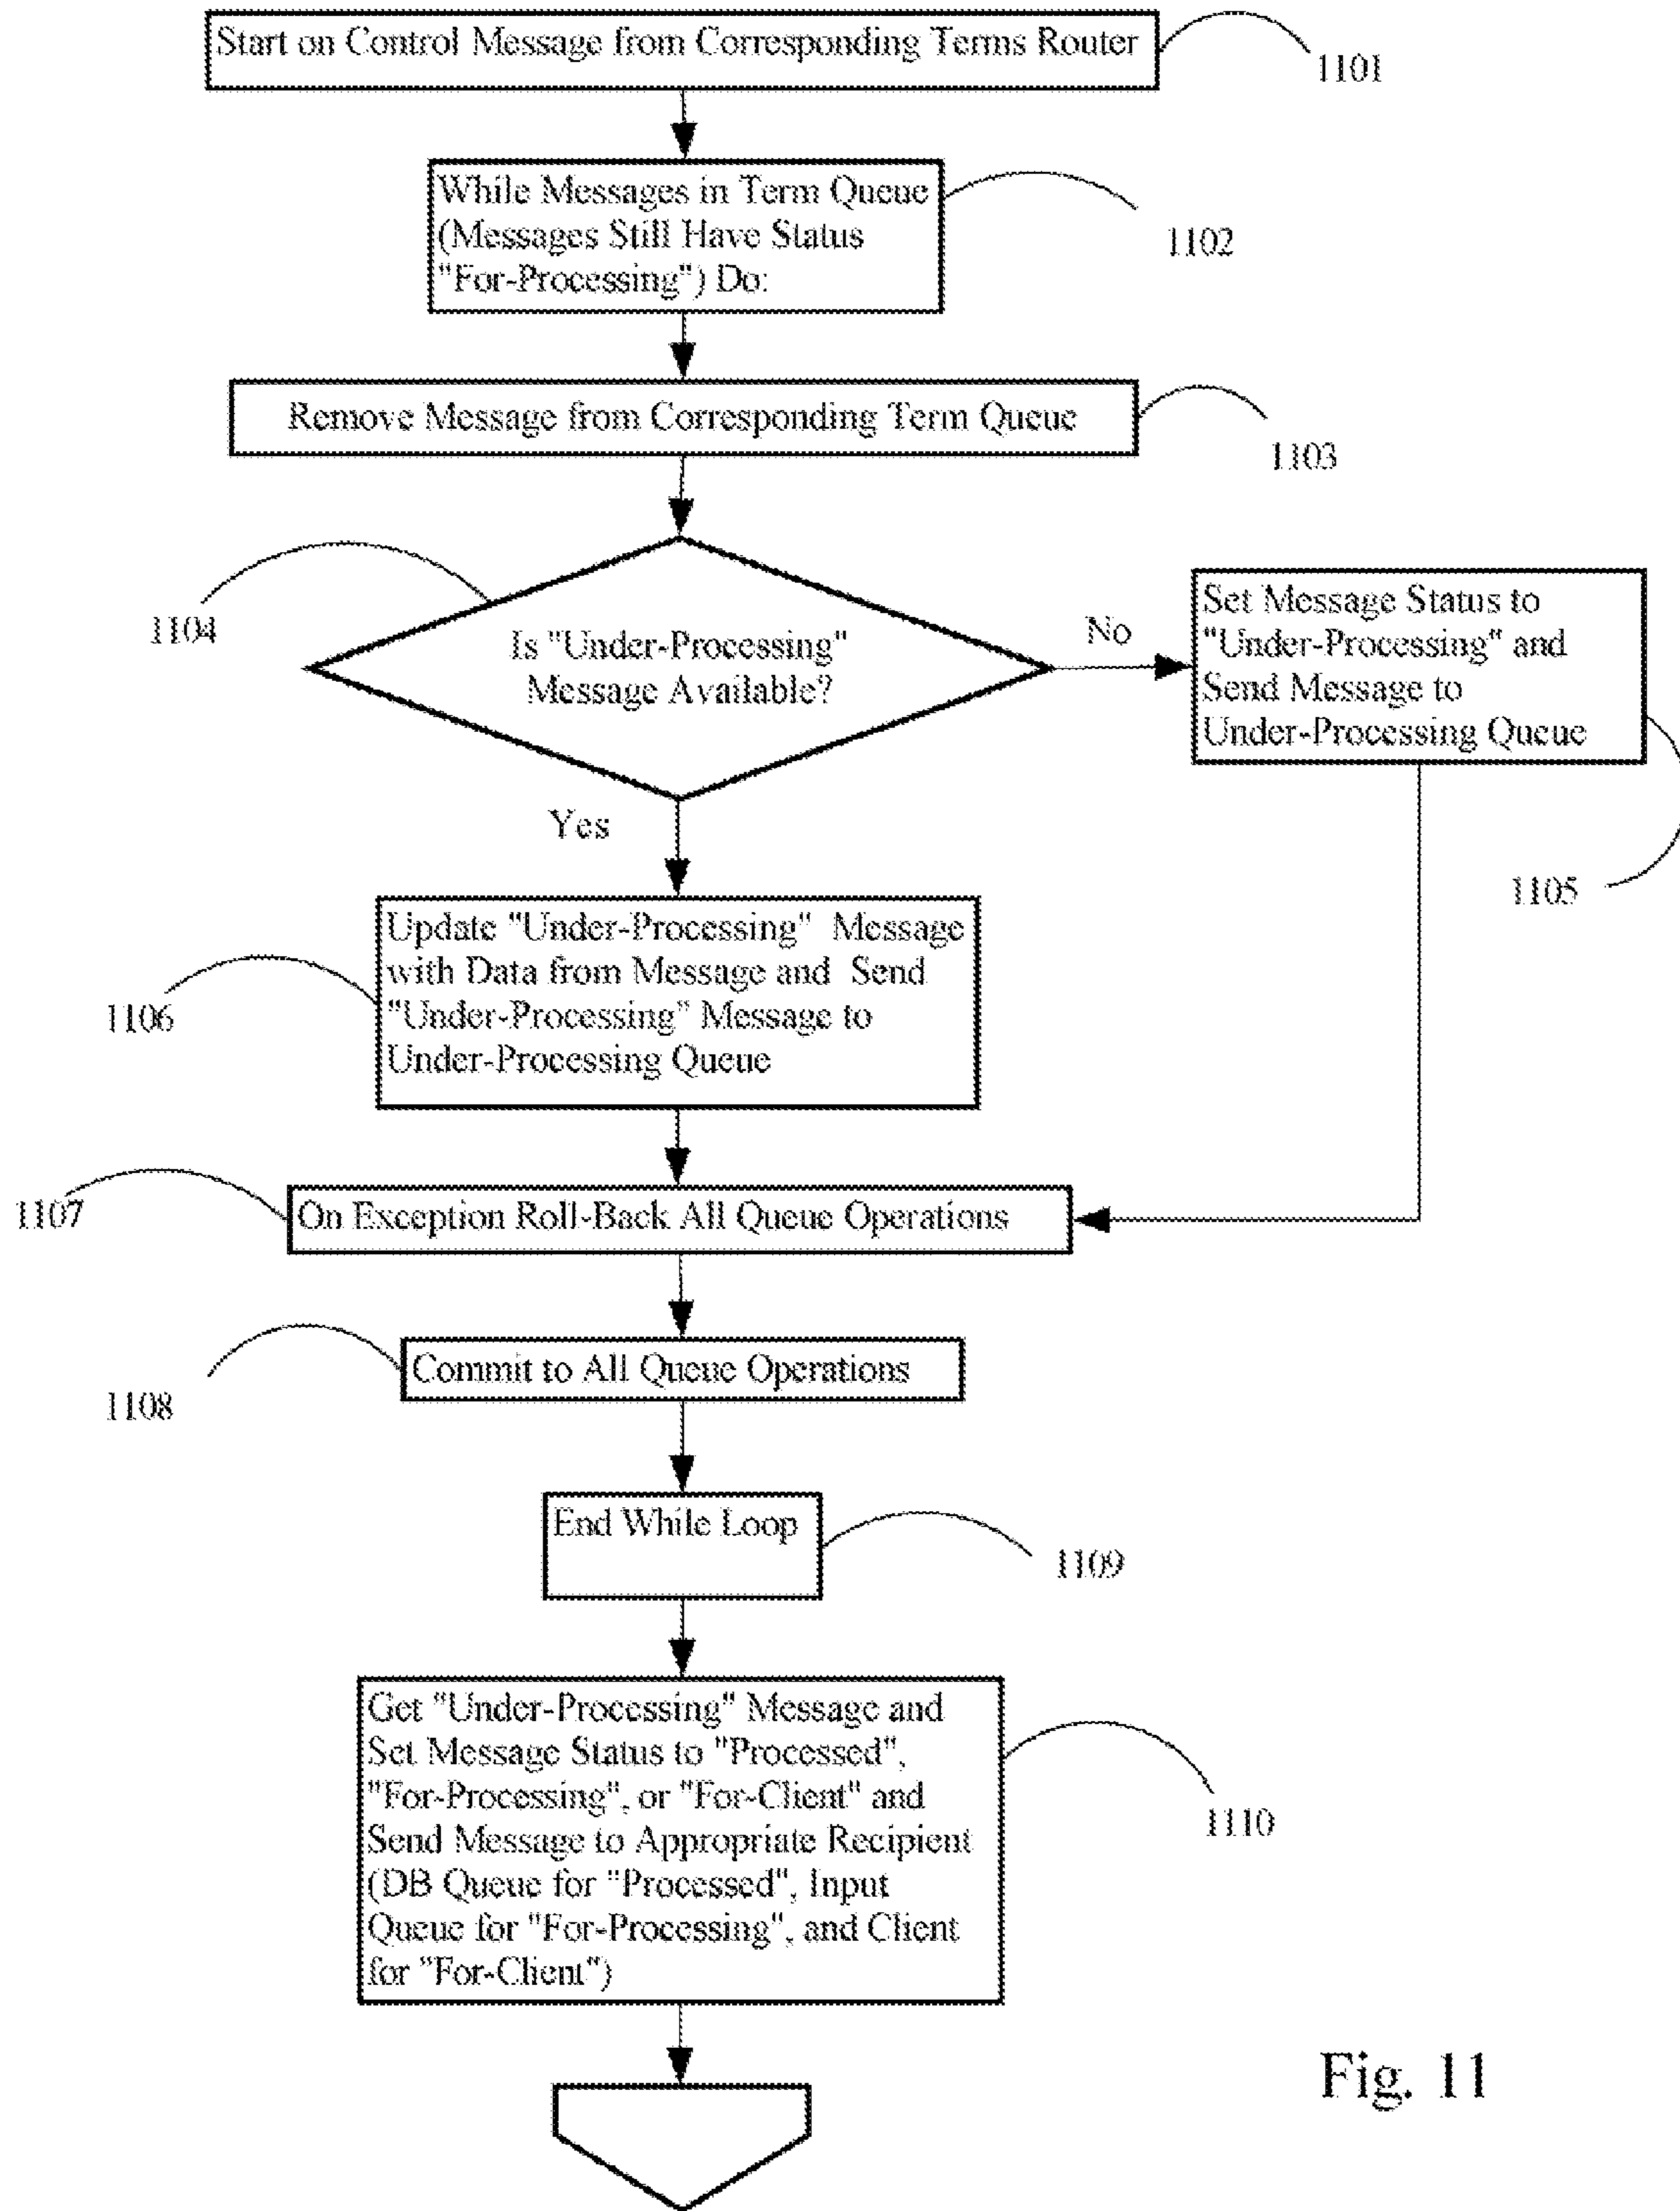 Start on Control Message from Corresponding Terms Router
1101
While Messages in Term Queue
(Messages Still Have Status
"For-Processing") Do:
1102
Remove Message from Corresponding Term Queue
1103
Is "Under-Processing"
Message Available?
1104
No
Set Message Status to
"Under-Processing" and
Send Message to
Under-Processing Queue
1105
Yes
Update "Under-Processing" Message
with Data from Message and Send
"Under-Processing" Message to
Under-Processing Queue
1106
On Exception Roll-Back All Queue Operations
1107
Commit to All Queue Operations
1108
End While Loop
1109
Get "Under-Processing" Message and
Set Message Status to "Processed",
"For-Processing", or "For-Client" and
Send Message to Appropriate Recipient
(DB Queue for "Processed", Input
Queue for "For-Processing", and Client
for "For-Client")
1110
Fig. 11